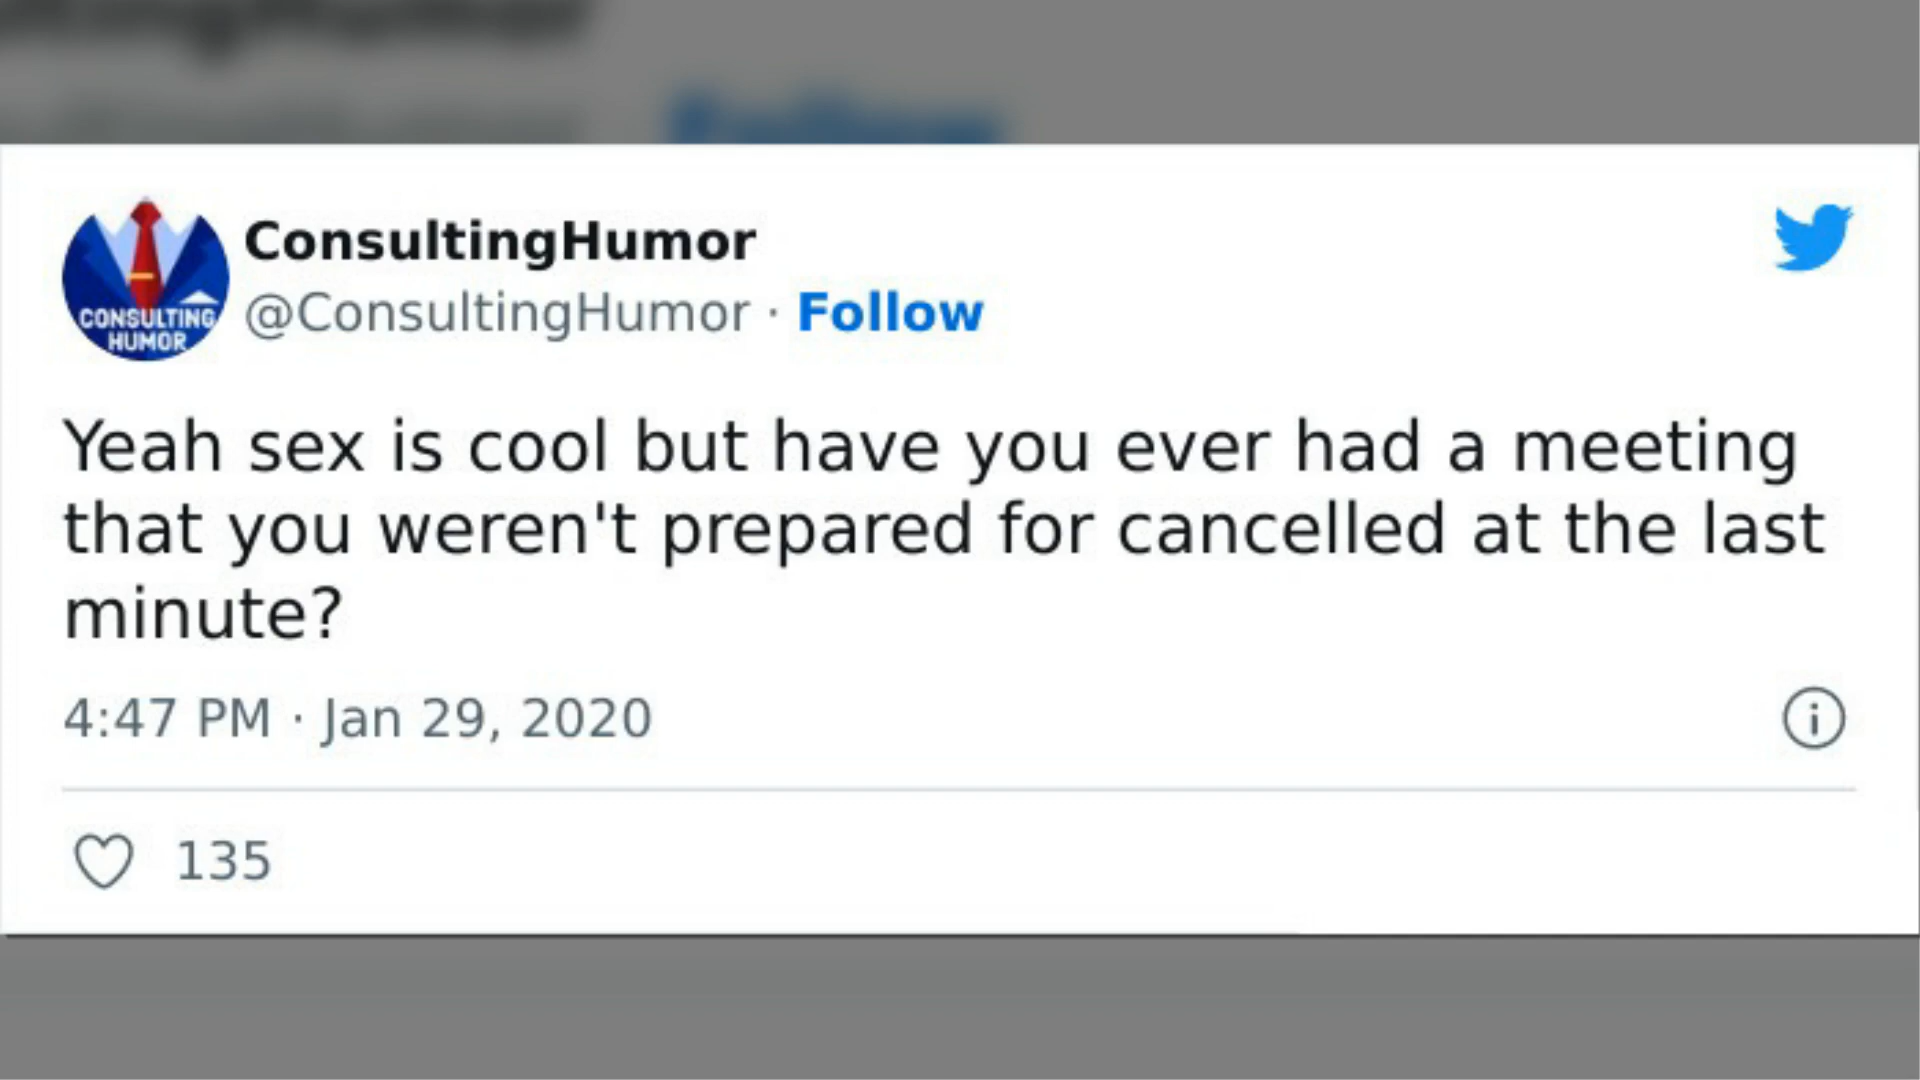 ConsultingHumor
@ConsultingHumor · Follow
CONSULTING
HUMOR
Yeah sex is cool but have you ever had a meeting
that you weren't prepared for cancelled at the last
minute?
4:47 PM · Jan 29, 2020
135